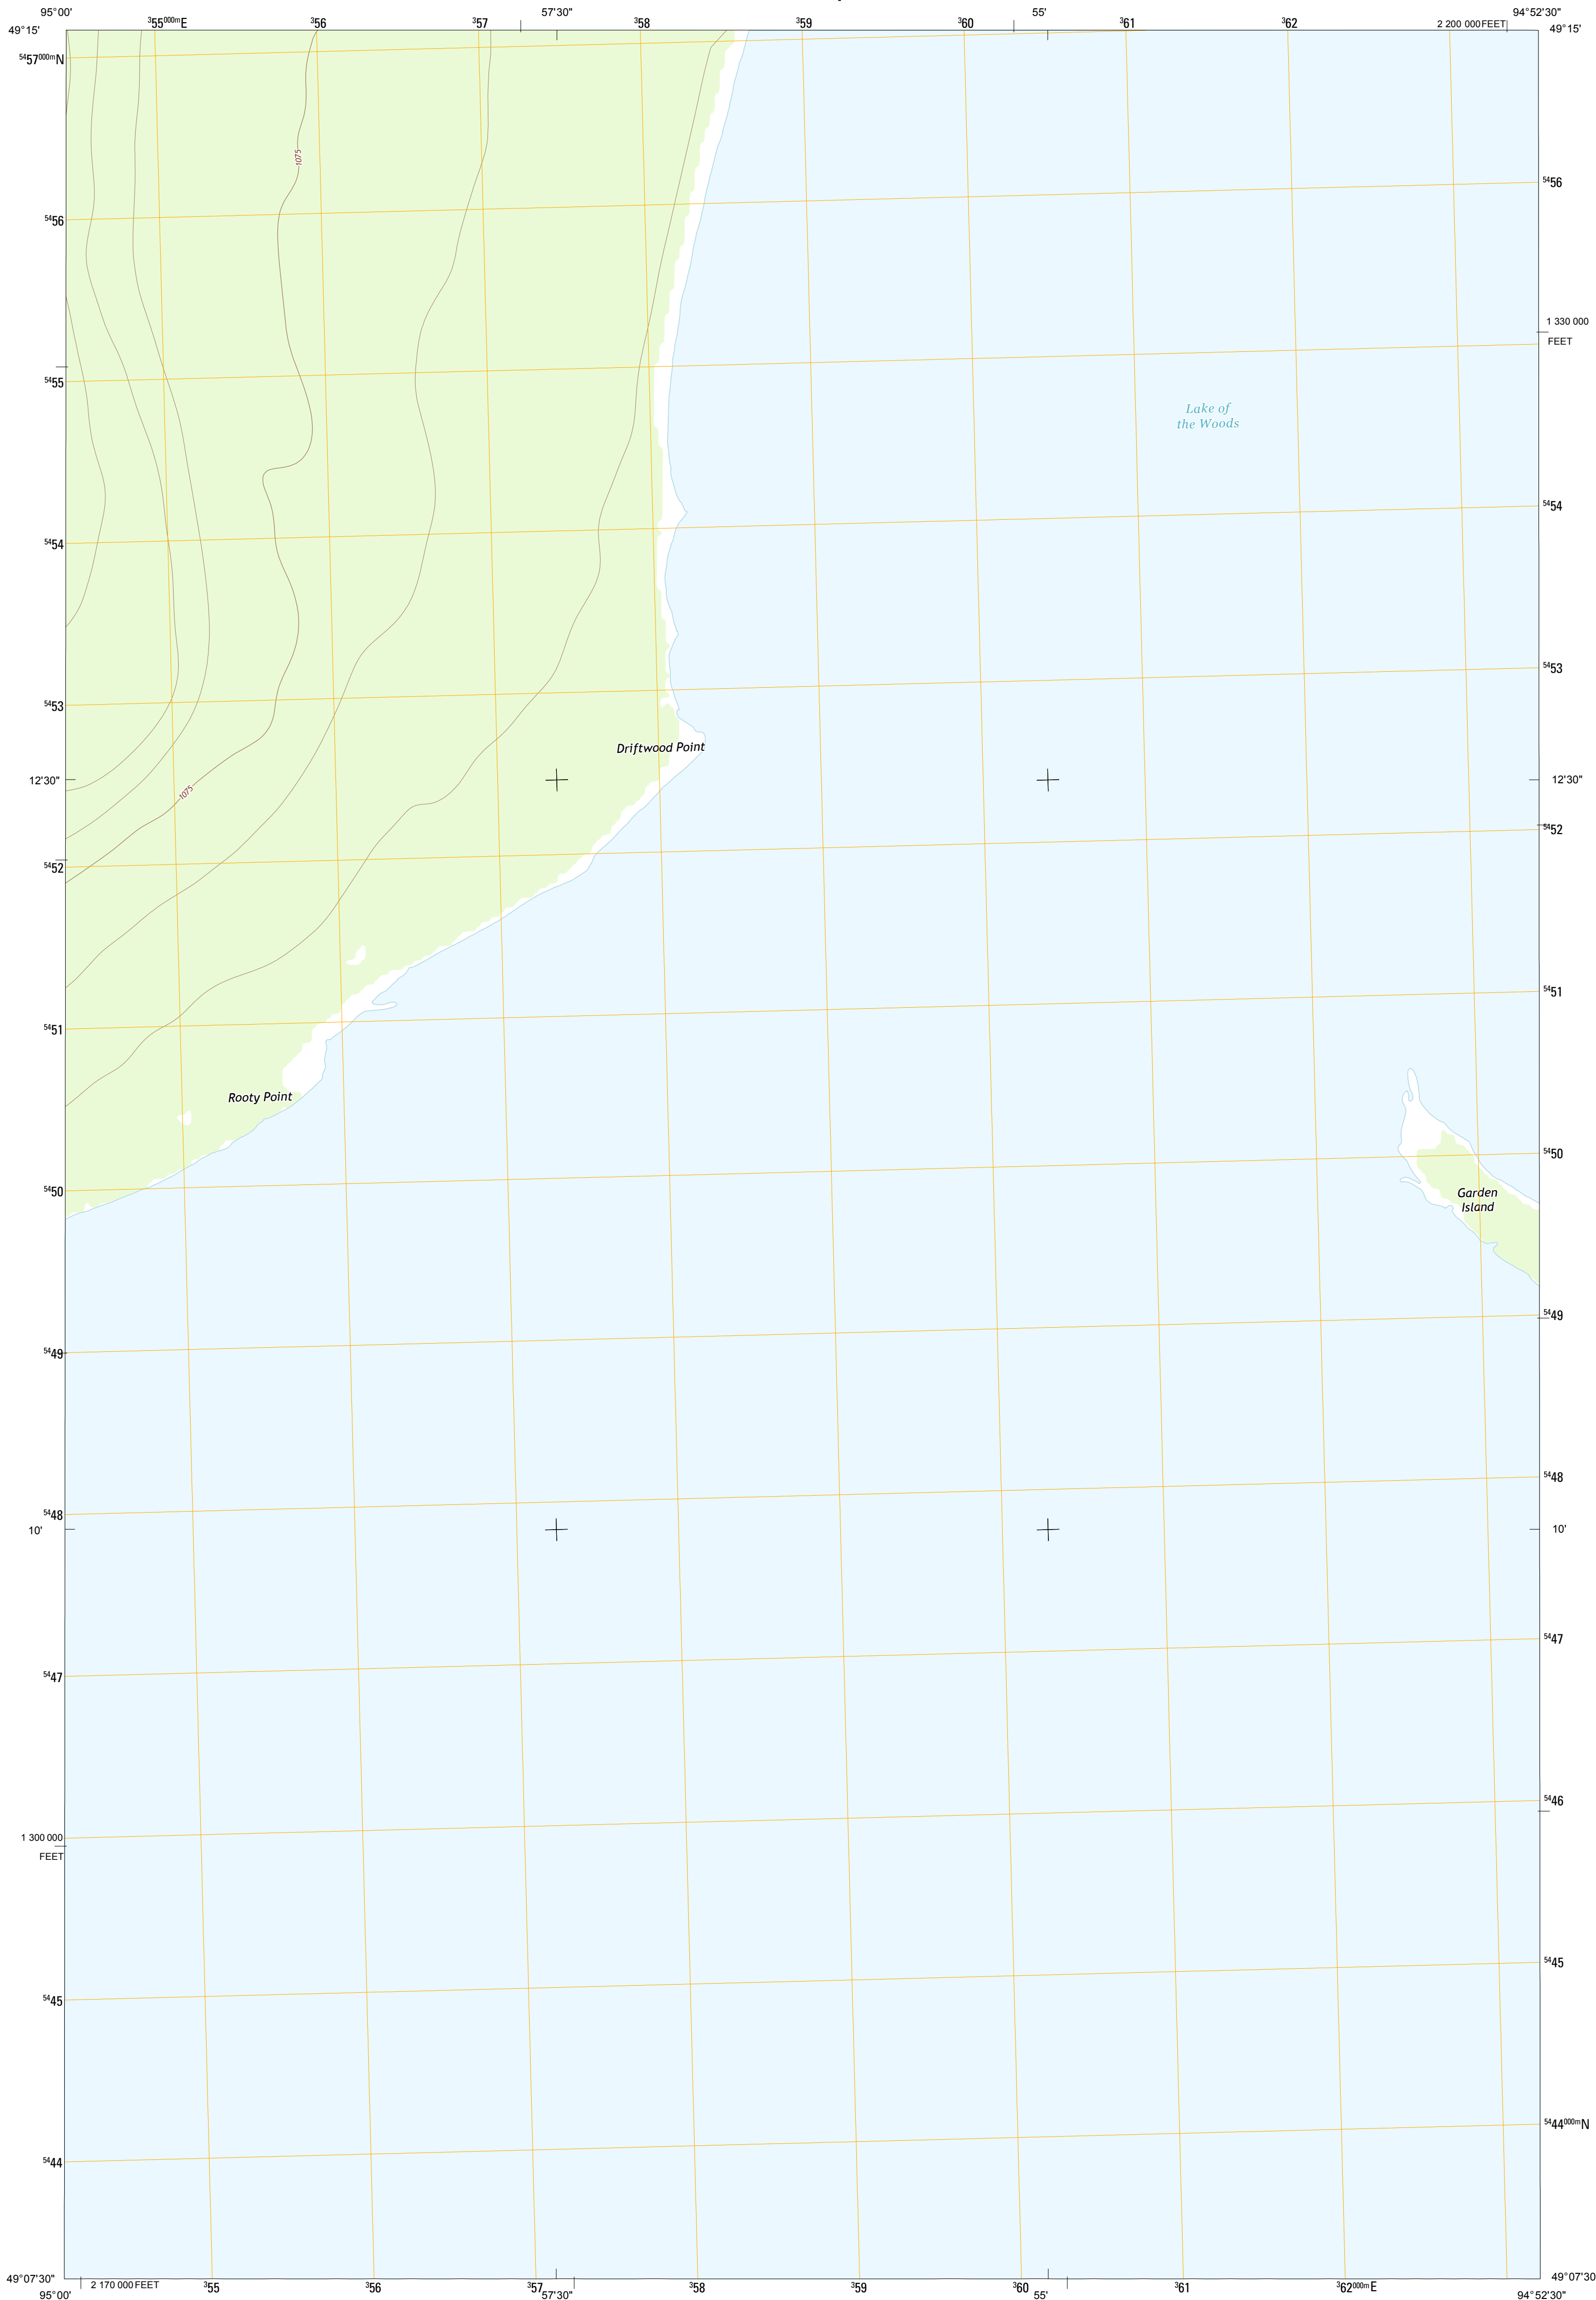 95°00' ³55⁰⁰⁰ᵐE ³56 ³57 57'30" ³58 ³59 ³60 55' ³61 ³62 2 200 000 FEET 94°52'30"
49°15' 49°15'
⁵⁴57⁰⁰⁰ᵐN
1075
⁵⁴56
⁵⁴56
1 330 000
FEET
⁵⁴55
Lake of
the Woods
⁵⁴54
⁵⁴54
⁵⁴53
⁵⁴53
Driftwood Point
12'30" 12'30"
1075
⁵⁴52
⁵⁴52
⁵⁴51
⁵⁴51
Rooty Point
⁵⁴50
⁵⁴50
Garden
Island
⁵⁴49
⁵⁴49
⁵⁴48
⁵⁴48
10' 10'
⁵⁴47
⁵⁴47
⁵⁴46
1 300 000
FEET
⁵⁴45
⁵⁴45
⁵⁴44⁰⁰⁰ᵐN
⁵⁴44
49°07'30" 49°07'30
2 170 000 FEET ³55 ³56 ³57 ³58 ³59 ³60 ³61 ³62⁰⁰⁰ᵐE
95°00' 57'30" 55' 94°52'30"